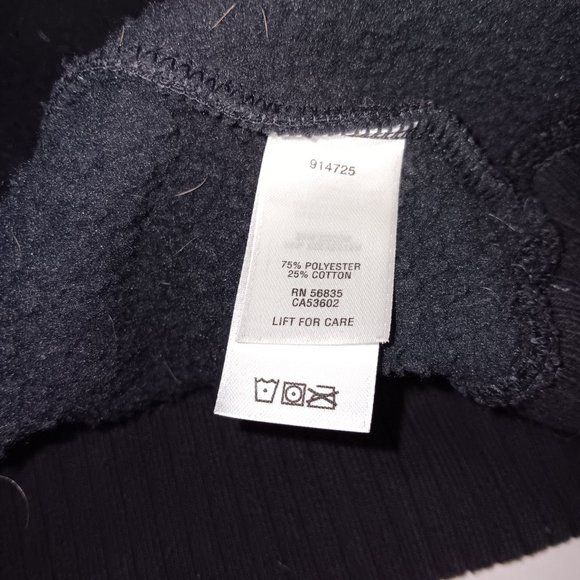 914725
75% POLYESTER
25% COTTON
RN 56835
CA53602
LIFT FOR CARE